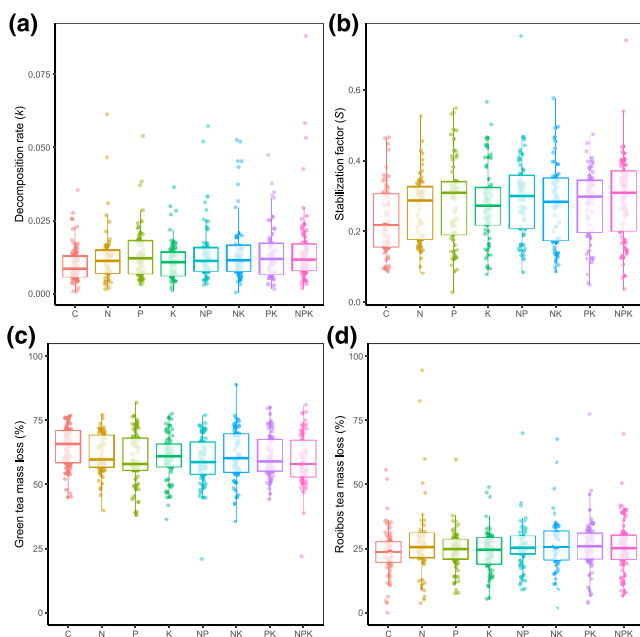 (a)
Decomposition rate (k)
0.075
0.050
0.025
0.000
C N P K NP NK PK NPK
(b)
Stabilization factor (S)
0.6
0.4
0.2
0.0
C N P K NP NK PK NPK
(c)
Green tea mass loss (%)
100
75
50
25
0
C N P K NP NK PK NPK
(d)
Rooibos tea mass loss (%)
100
75
50
25
0
C N P K NP NK PK NPK